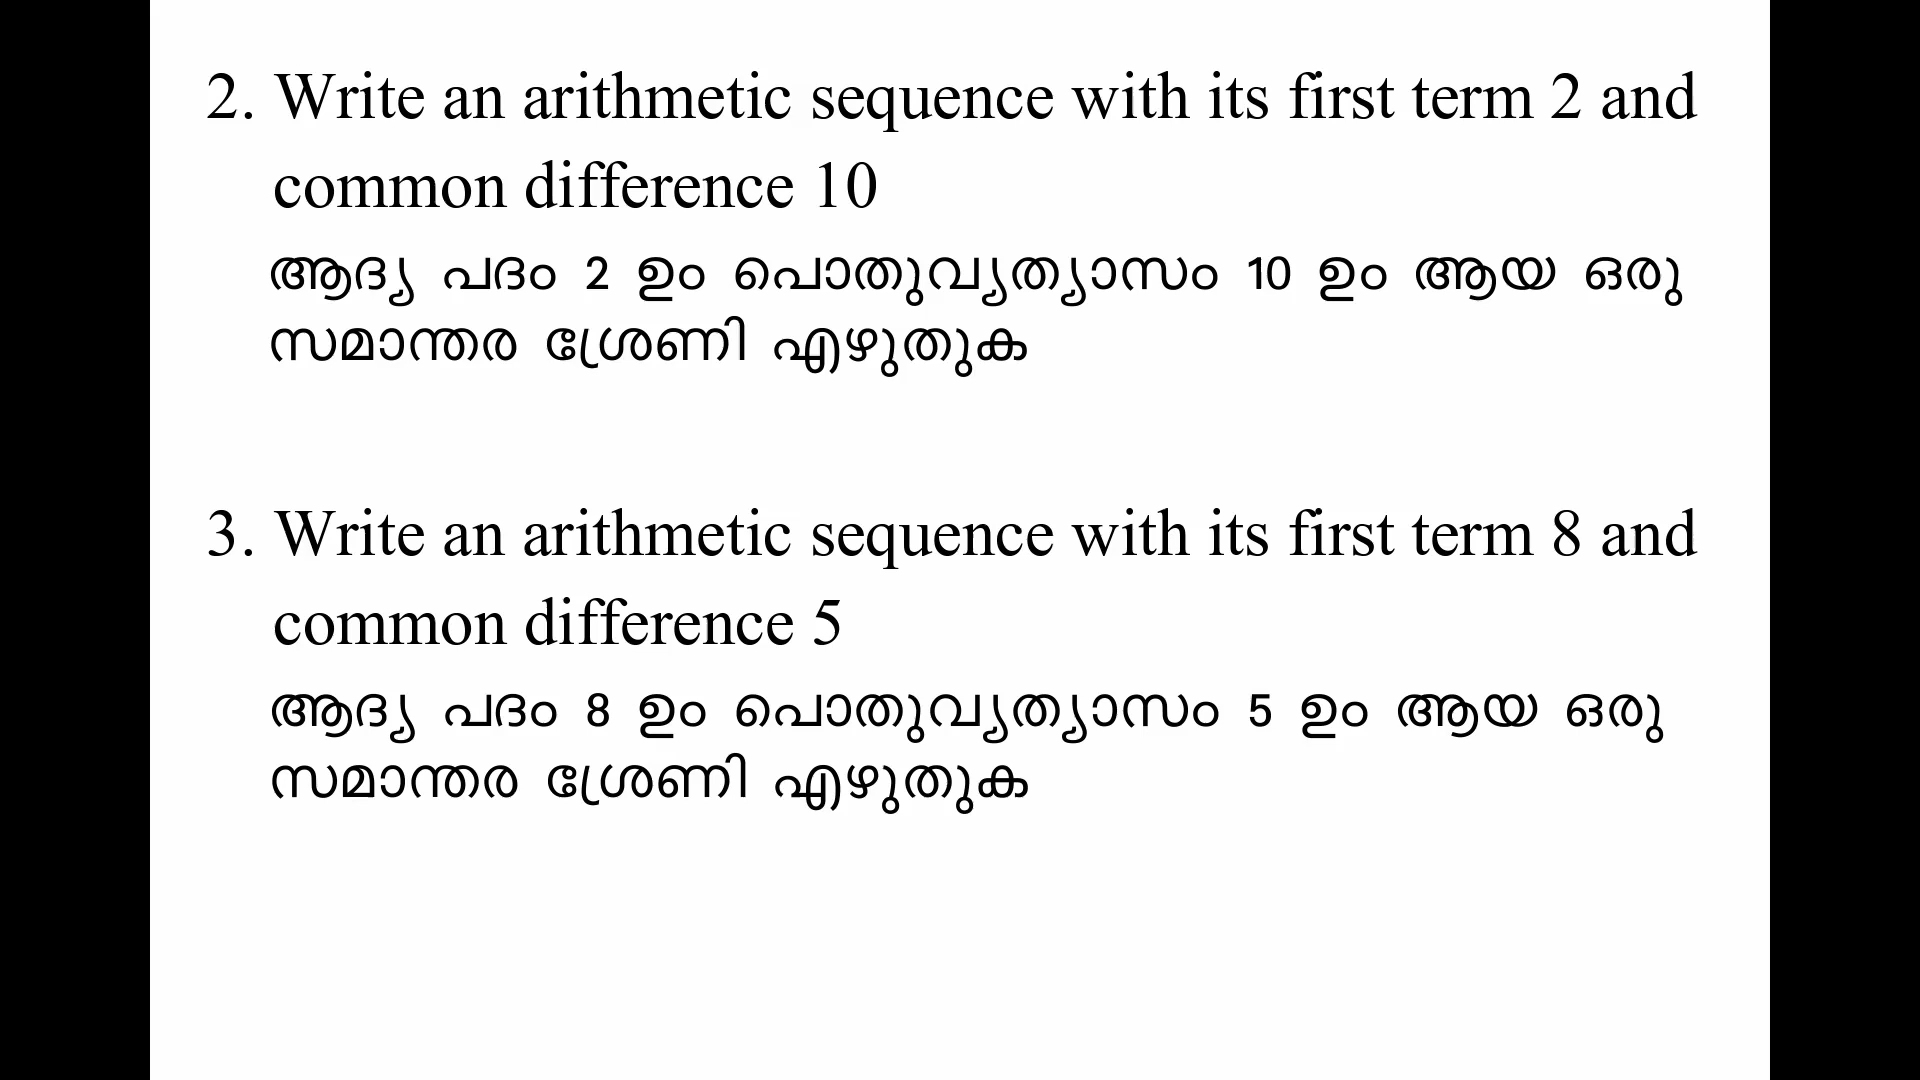 2. Write an arithmetic sequence with its first term 2 and
common difference 10
ആദ്യ പദം 2 ഉം പൊതുവ്യത്യാസം 10 ഉം ആയ ഒരു
സമാന്തര ശ്രേണി എഴുതുക
3. Write an arithmetic sequence with its first term 8 and
common difference 5
ആദ്യ പദം 8 ഉം പൊതുവ്യത്യാസം 5 ഉം ആയ ഒരു
സമാന്തര ശ്രേണി എഴുതുക